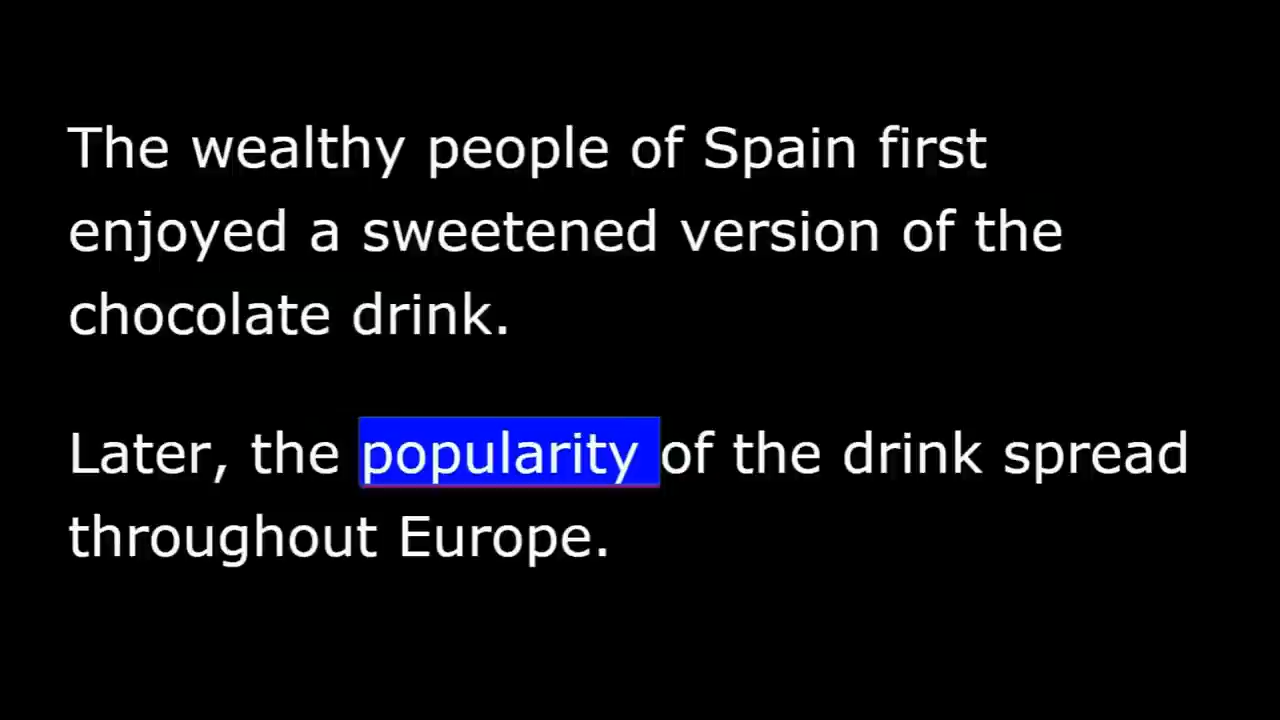 The wealthy people of Spain first
enjoyed a sweetened version of the
chocolate drink.
Later, the popularity of the drink spread
throughout Europe.